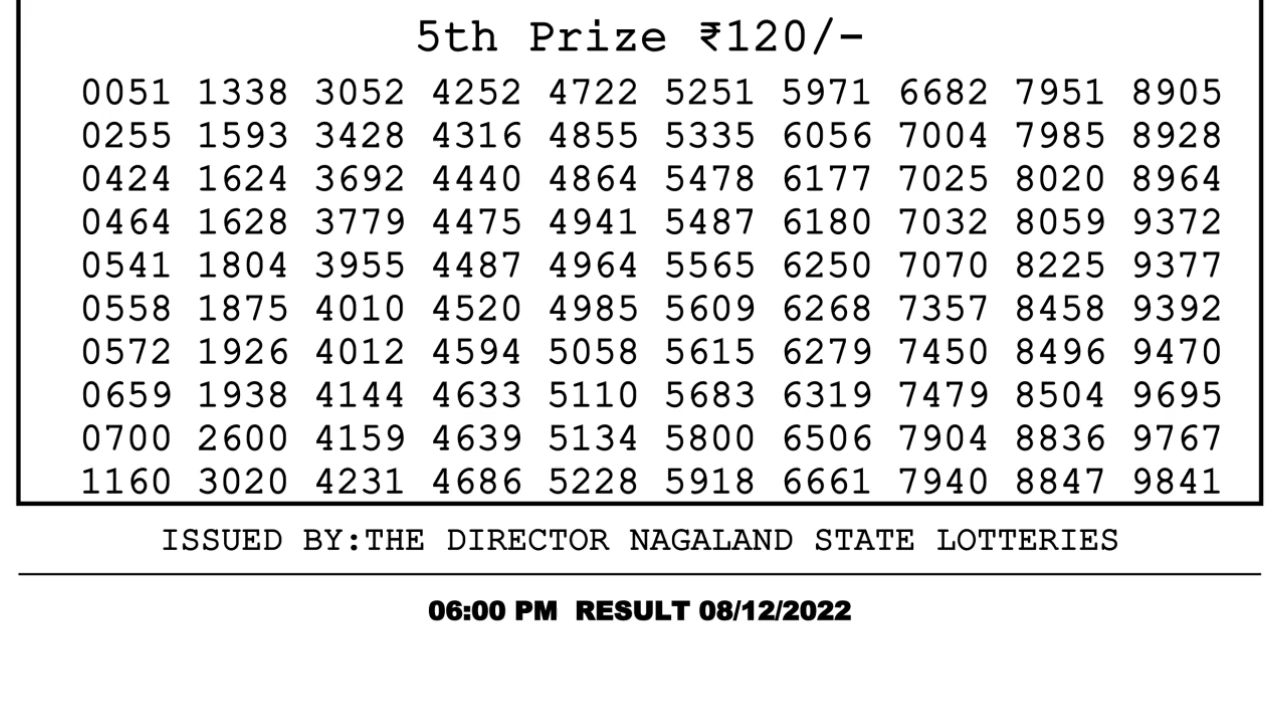 5th Prize ₹120/-
0051 1338 3052 4252 4722 5251 5971 6682 7951 8905
0255 1593 3428 4316 4855 5335 6056 7004 7985 8928
0424 1624 3692 4440 4864 5478 6177 7025 8020 8964
0464 1628 3779 4475 4941 5487 6180 7032 8059 9372
0541 1804 3955 4487 4964 5565 6250 7070 8225 9377
0558 1875 4010 4520 4985 5609 6268 7357 8458 9392
0572 1926 4012 4594 5058 5615 6279 7450 8496 9470
0659 1938 4144 4633 5110 5683 6319 7479 8504 9695
0700 2600 4159 4639 5134 5800 6506 7904 8836 9767
1160 3020 4231 4686 5228 5918 6661 7940 8847 9841
ISSUED BY:THE DIRECTOR NAGALAND STATE LOTTERIES
06:00 PM RESULT 08/12/2022